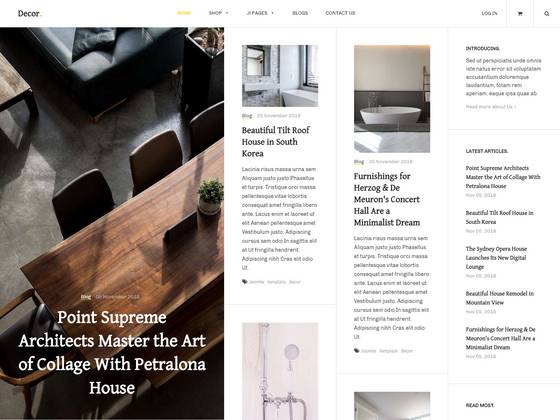 Decor.
HOME
SHOP
JI PAGES
BLOGS
CONTACT US
LOG IN
Blog - 05 November 2018
Point Supreme
Architects Master the Art
of Collage With Petralona
House
Blog - 05 November 2018
Beautiful Tilt Roof
House in South
Korea
Lacinia risus massa urna sem
Aliquam justo justo Phasellus
et turpis. Tristique orci massa
pellentesque vitae lobortis
consequat amet fringilla libero
ante. Lacus enim et laoreet ut
elit Aenean pellentesque amet
Vestibulum justo. Adipiscing
cursus sem odio In sagittis elit
at Ut fringilla hendrerit.
Adipiscing nibh Cras elit odio
Ut
Joomla template decor
Blog - 05 November 2018
Furnishings for
Herzog & De
Meuron's Concert
Hall Are a
Minimalist Dream
Lacinia risus massa urna sem
Aliquam justo justo Phasellus
et turpis. Tristique orci massa
pellentesque vitae lobortis
consequat amet fringilla libero
ante. Lacus enim et laoreet ut
elit Aenean pellentesque amet
Vestibulum justo. Adipiscing
cursus sem odio In sagittis elit
at Ut fringilla hendrerit.
Adipiscing nibh Cras elit odio
Ut
Joomla template decor
INTRODUCING.
Sed ut perspiciatis unde omnis
iste natus error sit voluptatem
accusantium doloremque
laudantium, totam rem
aperiam, eaque ipsa quae ab.
Read more about Us ›
LATEST ARTICLES.
Point Supreme Architects
Master the Art of Collage With
Petralona House
Nov 05, 2018
Beautiful Tilt Roof House in
South Korea
Nov 05, 2018
The Sydney Opera House
Launches Its New Digital
Lounge
Nov 05, 2018
Beautiful House Remodel in
Mountain View
Nov 05, 2018
Furnishings for Herzog & De
Meuron's Concert Hall Are a
Minimalist Dream
Nov 05, 2018
READ MOST.